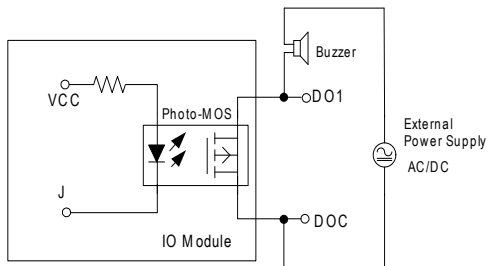 Buzzer
VCC
DO1
Photo-MOS
External
Power Supply
AC/DC
J
DOC
IO Module